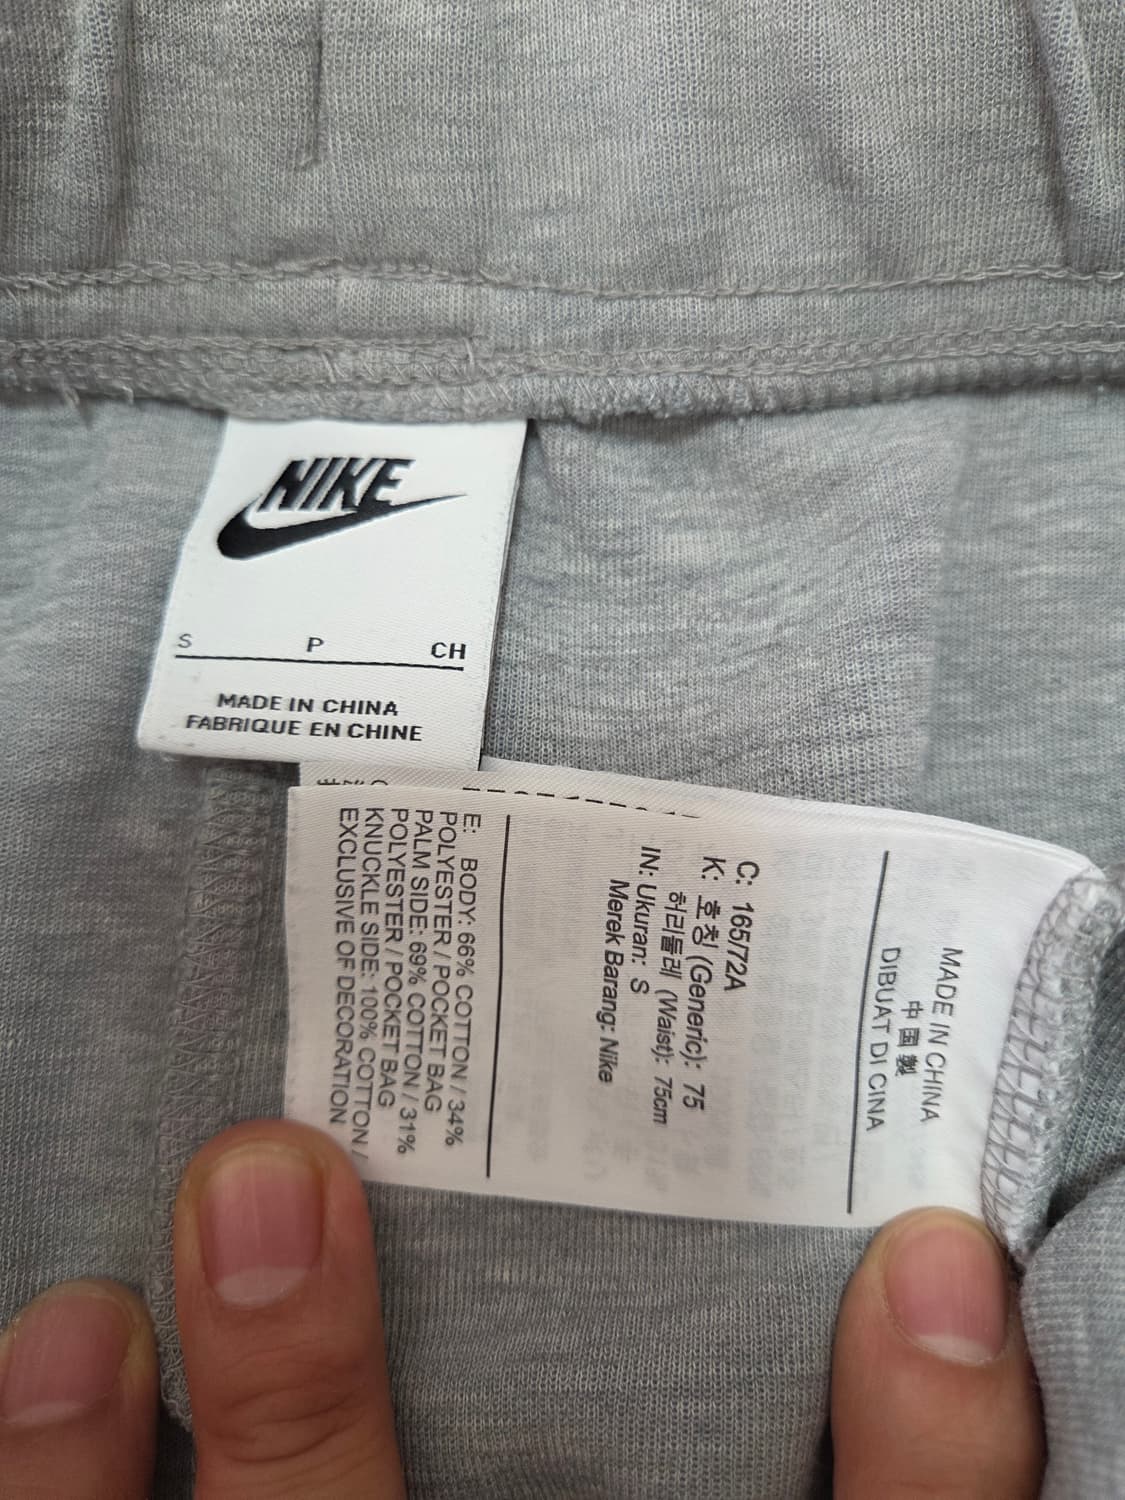 NIKE
S P CH
MADE IN CHINA
FABRIQUE EN CHINE
MADE IN CHINA
中国製
DIBUAT DI CINA
C: 165/72A
K: 호칭 (Generic): 75
허리둘레 (Waist): 75cm
IN: Ukuran: S
Merek Barang: Nike
E: BODY: 66% COTTON / 34%
POLYESTER / POCKET BAG
PALM SIDE: 69% COTTON / 31%
POLYESTER / POCKET BAG
KNUCKLE SIDE: 100% COTTON /
EXCLUSIVE OF DECORATION